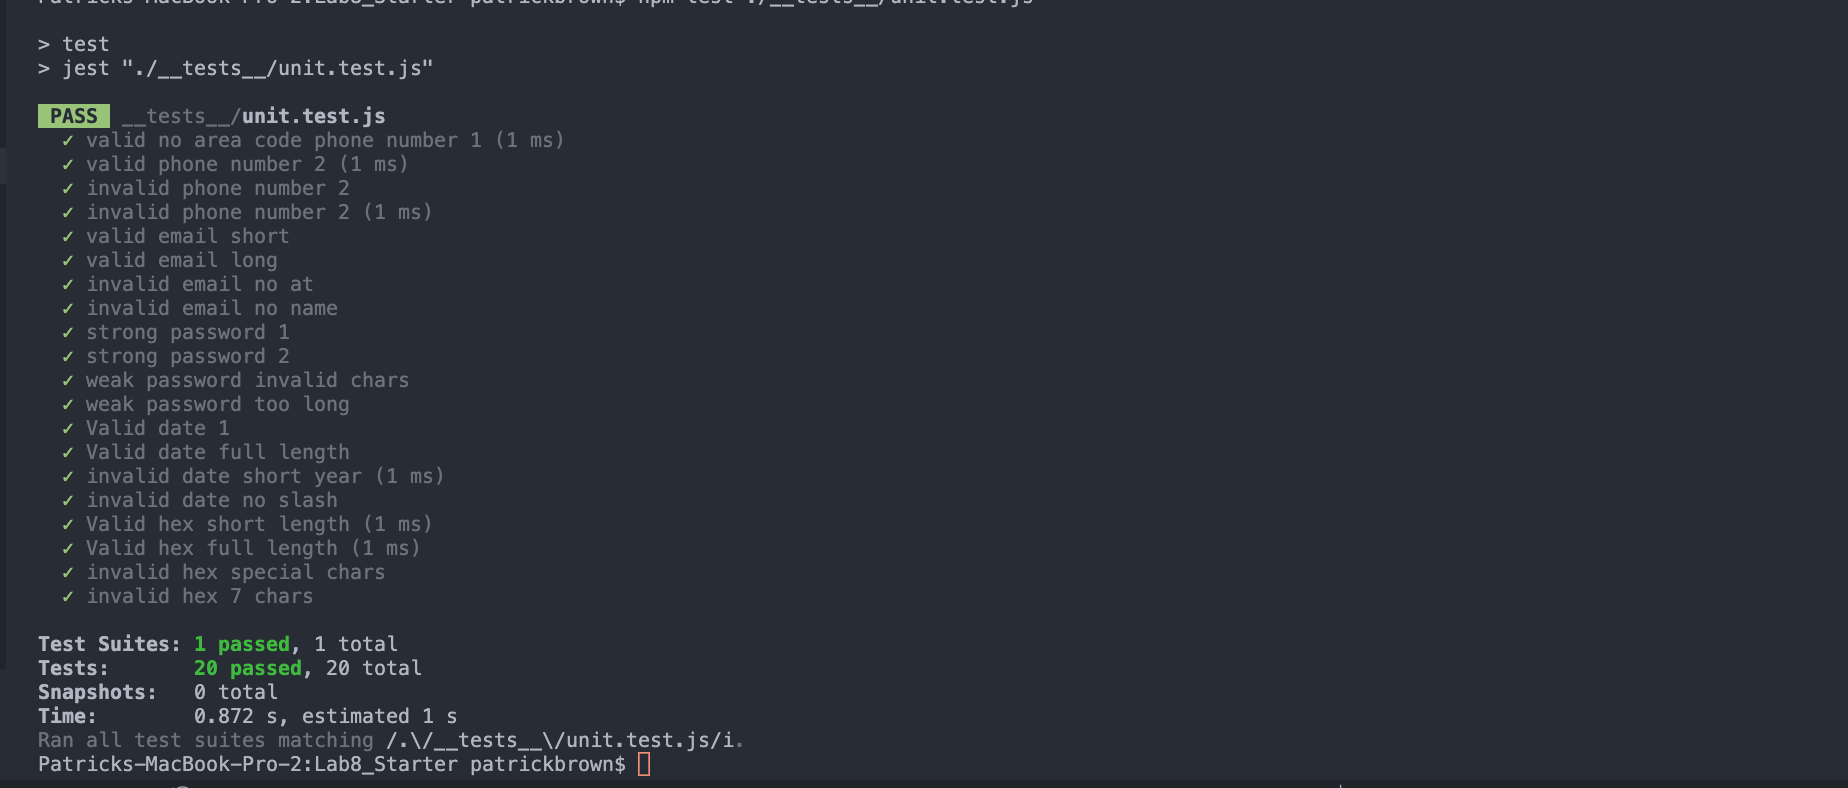 Patricks-MacBook-Pro-2:Lab8_Starter patrickbrown$ npm test ./__tests__/unit.test.js
> test
> jest "./__tests__/unit.test.js"
PASS __tests__/unit.test.js
✓ valid no area code phone number 1 (1 ms)
✓ valid phone number 2 (1 ms)
✓ invalid phone number 2
✓ invalid phone number 2 (1 ms)
✓ valid email short
✓ valid email long
✓ invalid email no at
✓ invalid email no name
✓ strong password 1
✓ strong password 2
✓ weak password invalid chars
✓ weak password too long
✓ Valid date 1
✓ Valid date full length
✓ invalid date short year (1 ms)
✓ invalid date no slash
✓ Valid hex short length (1 ms)
✓ Valid hex full length (1 ms)
✓ invalid hex special chars
✓ invalid hex 7 chars
Test Suites: 1 passed, 1 total
Tests: 20 passed, 20 total
Snapshots: 0 total
Time: 0.872 s, estimated 1 s
Ran all test suites matching /.\/__tests__\/unit.test.js/i.
Patricks-MacBook-Pro-2:Lab8_Starter patrickbrown$